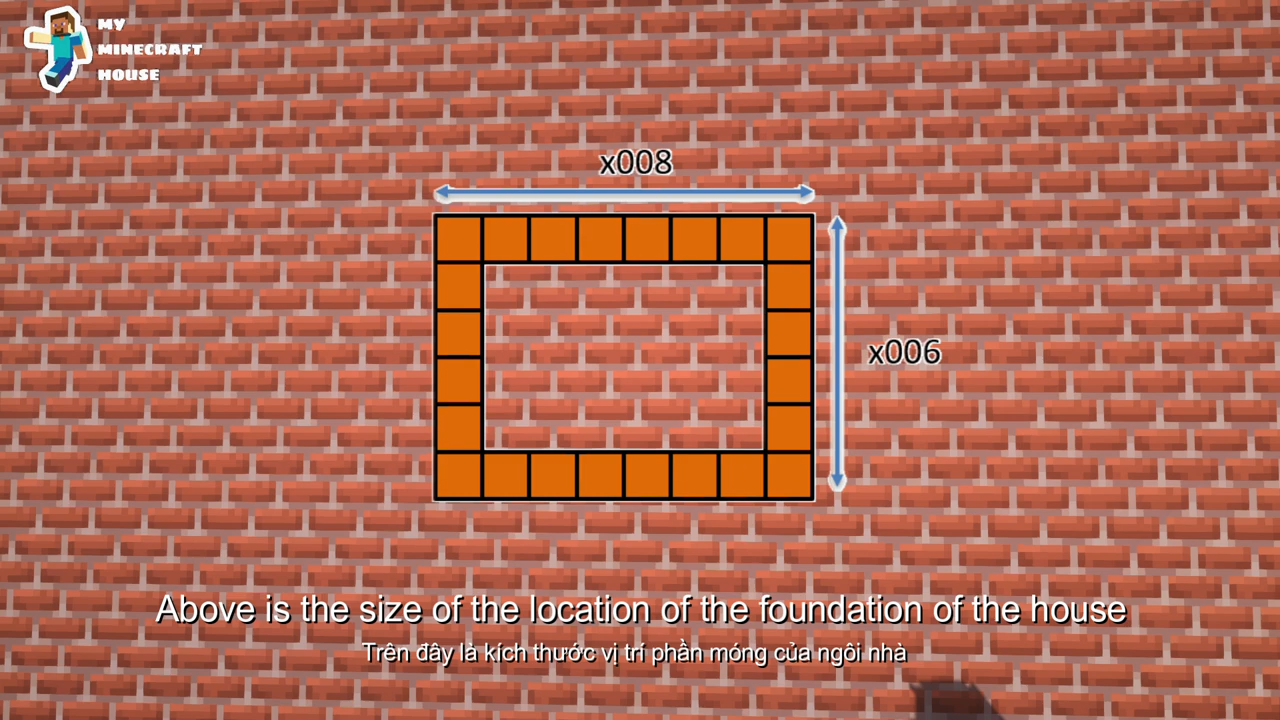 MY
MINECRAFT
HOUSE
x008
x006
Above is the size of the location of the foundation of the house
Trên đây là kích thước vị trí phần móng của ngôi nhà